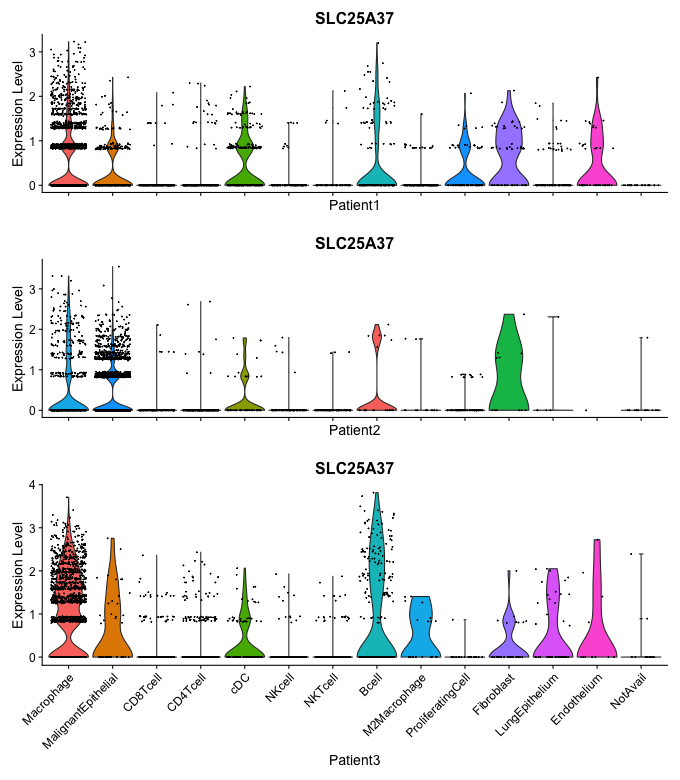 SLC25A37
Expression Level
3
2
1
0
Patient1
SLC25A37
Expression Level
3
2
1
0
Patient2
SLC25A37
Expression Level
4
3
2
1
0
Macrophage
MalignantEpithelial
CD8Tcell
CD4Tcell
cDC
NKcell
NKTcell
Bcell
M2Macrophage
ProliferatingCell
Fibroblast
LungEpithelium
Endothelium
NotAvail
Patient3